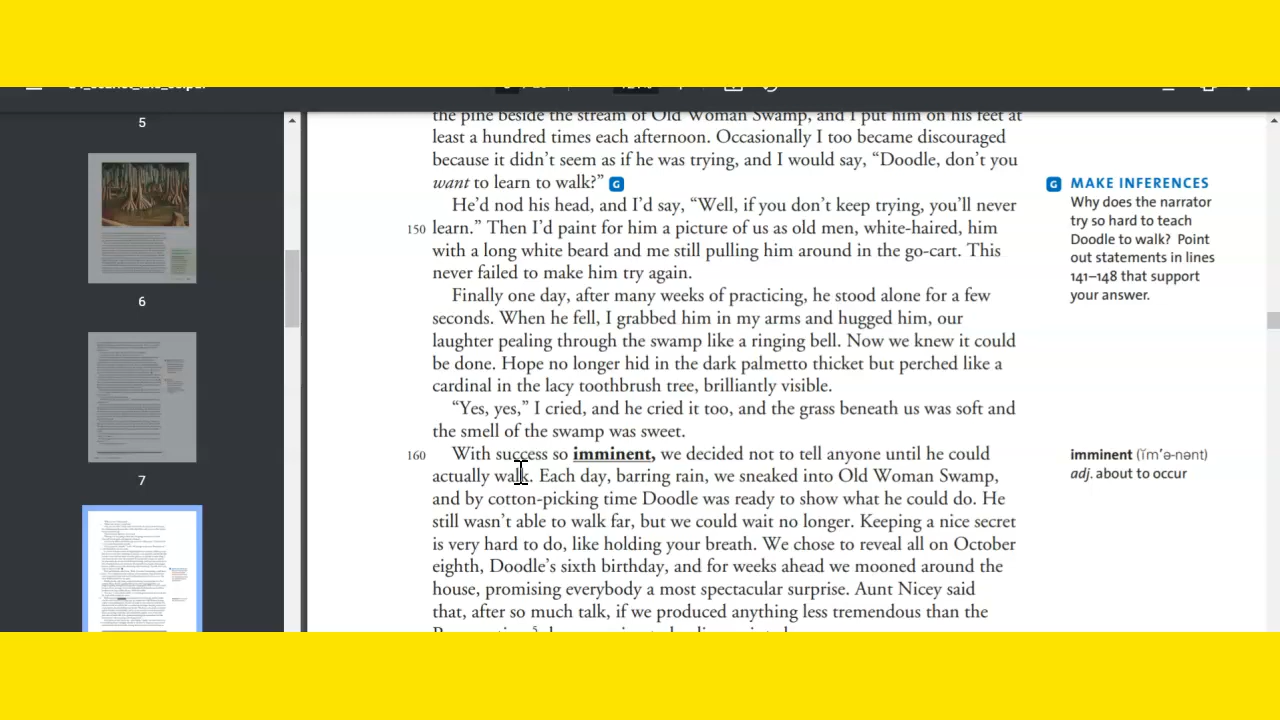 5
6
7
the pine beside the stream of Old Woman Swamp, and I put him on his feet at
least a hundred times each afternoon. Occasionally I too became discouraged
because it didn’t seem as if he was trying, and I would say, “Doodle, don’t you
want to learn to walk?” G
He’d nod his head, and I’d say, “Well, if you don’t keep trying, you’ll never
150 learn.” Then I’d paint for him a picture of us as old men, white-haired, him
with a long white beard and me still pulling him around in the go-cart. This
never failed to make him try again.
Finally one day, after many weeks of practicing, he stood alone for a few
seconds. When he fell, I grabbed him in my arms and hugged him, our
laughter pealing through the swamp like a ringing bell. Now we knew it could
be done. Hope no longer hid in the dark palmetto thicket but perched like a
cardinal in the lacy toothbrush tree, brilliantly visible.
“Yes, yes,” I cried, and he cried it too, and the grass beneath us was soft and
the smell of the swamp was sweet.
160 With success so imminent, we decided not to tell anyone until he could
actually walk. Each day, barring rain, we sneaked into Old Woman Swamp,
and by cotton-picking time Doodle was ready to show what he could do. He
still wasn’t able to walk far, but we could wait no longer. Keeping a nice secret
is very hard to do, like holding your breath. We chose to reveal all on October
eighth, Doodle’s sixth birthday, and for weeks ahead we mooned around the
house, promising everybody a most spectacular surprise. Aunt Nicey said
that, after so much talk, if we produced anything less tremendous than the
G MAKE INFERENCES
Why does the narrator
try so hard to teach
Doodle to walk? Point
out statements in lines
141–148 that support
your answer.
imminent (ĭm’ə-nənt)
adj. about to occur